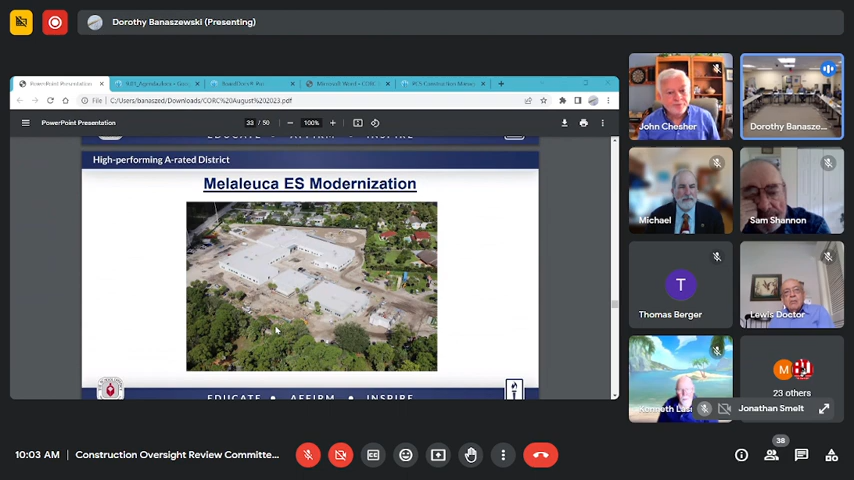 Dorothy Banaszewski (Presenting)
PowerPoint Presentation
File | C:/Users/banaszed/Downloads/CORC%20August%202023.pdf
PowerPoint Presentation
33 / 50
100%
EDUCATE • AFFIRM • INSPIRE
High-performing A-rated District
Melaleuca ES Modernization
EDUCATE • AFFIRM • INSPIRE
John Chesher
Dorothy Banasze...
Michael
Sam Shannon
T
Thomas Berger
Lewis Doctor
M
23 others
Jonathan Smelt
38
10:03 AM | Construction Oversight Review Committe...